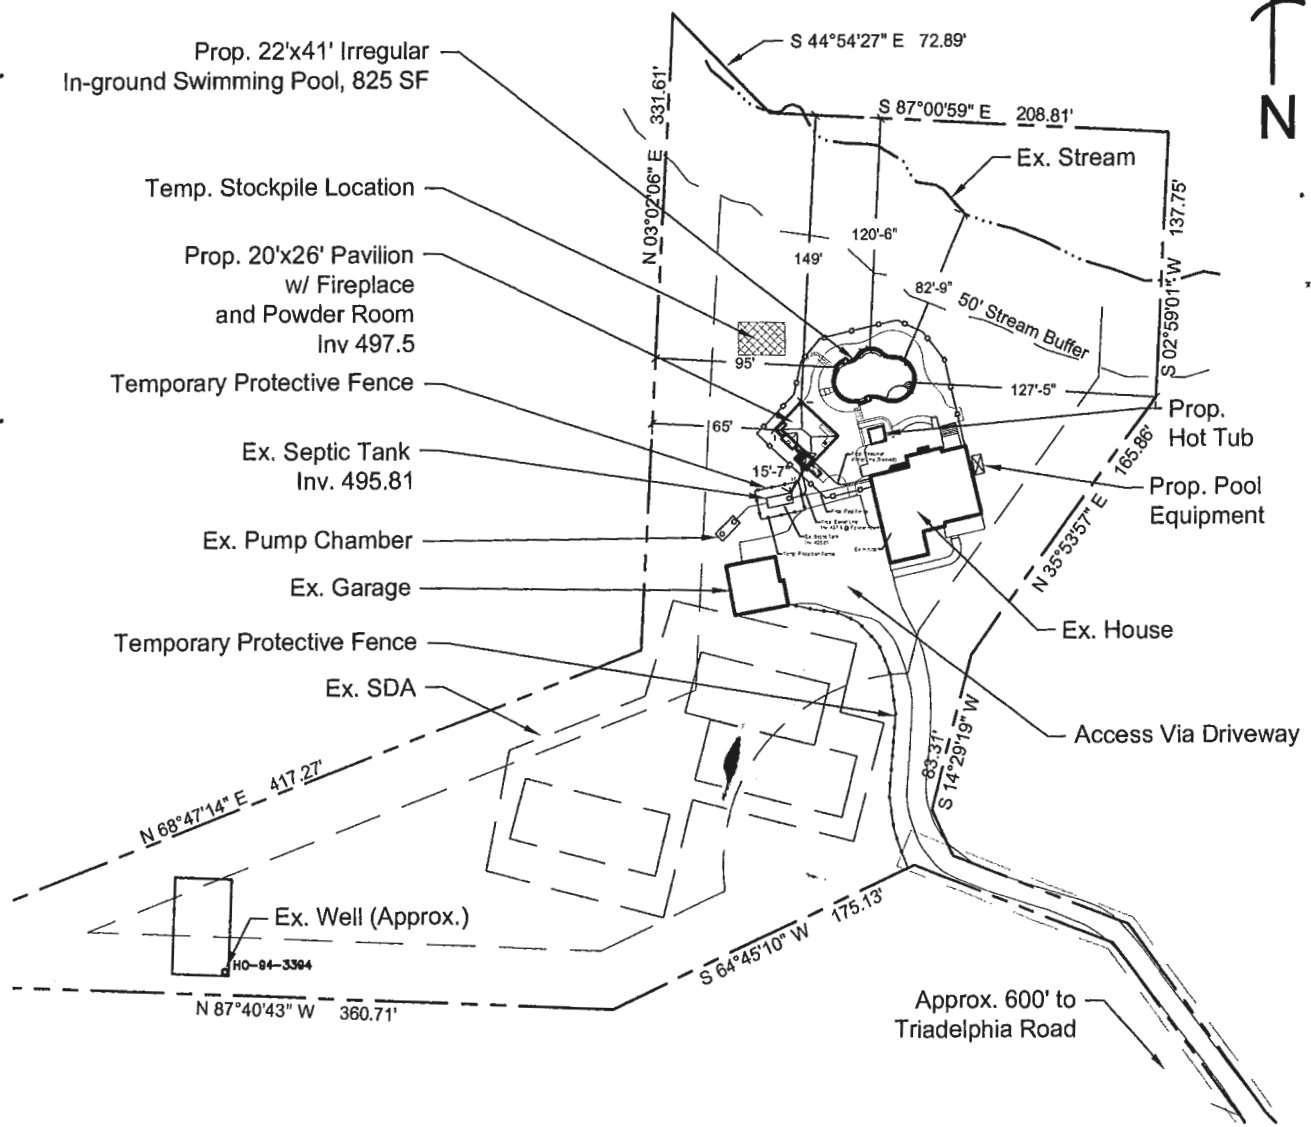 Prop. 22'x41' Irregular
In-ground Swimming Pool, 825 SF
S 44°54'27" E 72.89'
N
331.61'
N 03°02'06" E
S 87°00'59" E 208.81'
Ex. Stream
137.75'
S 02°59'01" W
Temp. Stockpile Location
120'-6"
149'
82'-9"
50' Stream Buffer
Prop. 20'x26' Pavilion
w/ Fireplace
and Powder Room
Inv 497.5
95'
127'-5"
Temporary Protective Fence
65'
Prop.
Hot Tub
165.86'
N 35°53'57" E
Ex. Septic Tank
Inv. 495.81
15'-7"
Prop. Pool
Equipment
Ex. Pump Chamber
Ex. Garage
Ex. House
Temporary Protective Fence
Ex. SDA
Access Via Driveway
83.31'
S 14°29'19" W
N 68°47'14" E 417.27'
Ex. Well (Approx.)
HO-94-3394
S 64°45'10" W 175.13'
N 87°40'43" W 360.71'
Approx. 600' to
Triadelphia Road